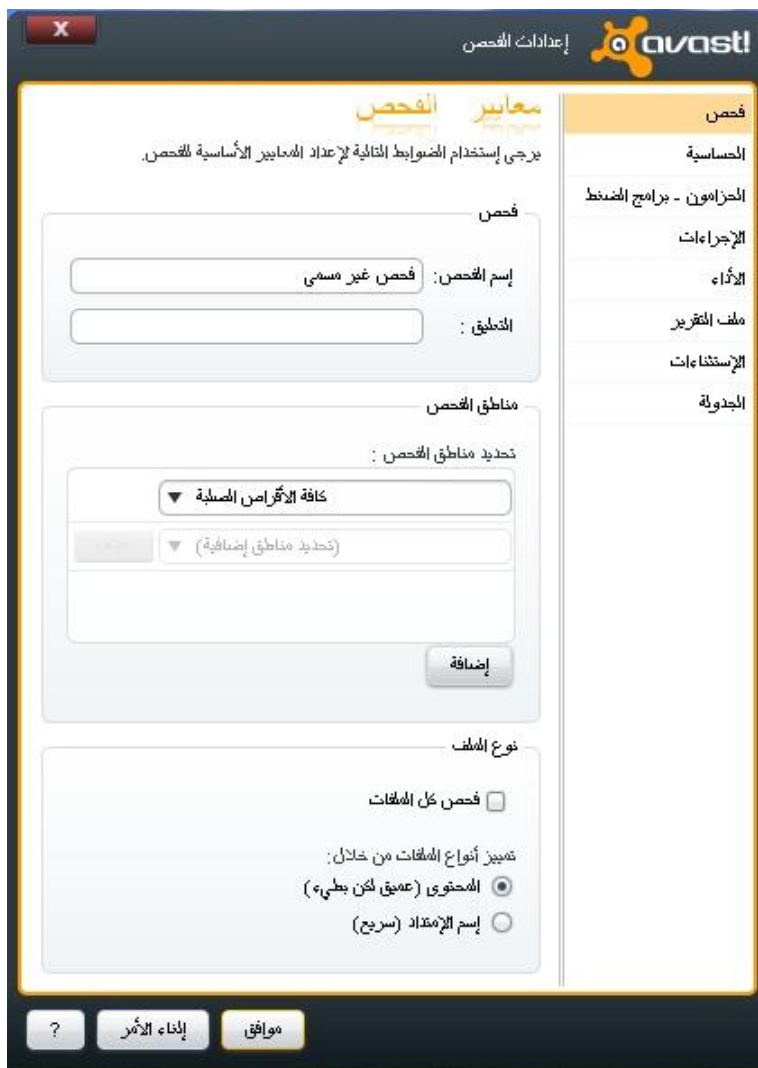 إعدادات الفحص
avast!
X
فحص
الحساسية
الحزامون - برامج الضغط
الإجراءات
الأداء
ملف التقرير
الإستثناءات
الجدولة
معايير الفحص
يرجى إستخدام الضوابط التالية لإعداد المعايير الأساسية للفحص.
فحص
إسم الفحص: فحص غير مسمى
التعليق :
مناطق الفحص
تحديد مناطق الفحص :
كافة الأقراص الصلبة
(تحديد مناطق إضافية)
إضافة
نوع الملف
فحص كل الملفات
تمييز أنواع الملفات من خلال:
المحتوى (عميق لكن بطيء)
إسم الإمتداد (سريع)
موافق
إلغاء الأمر
?